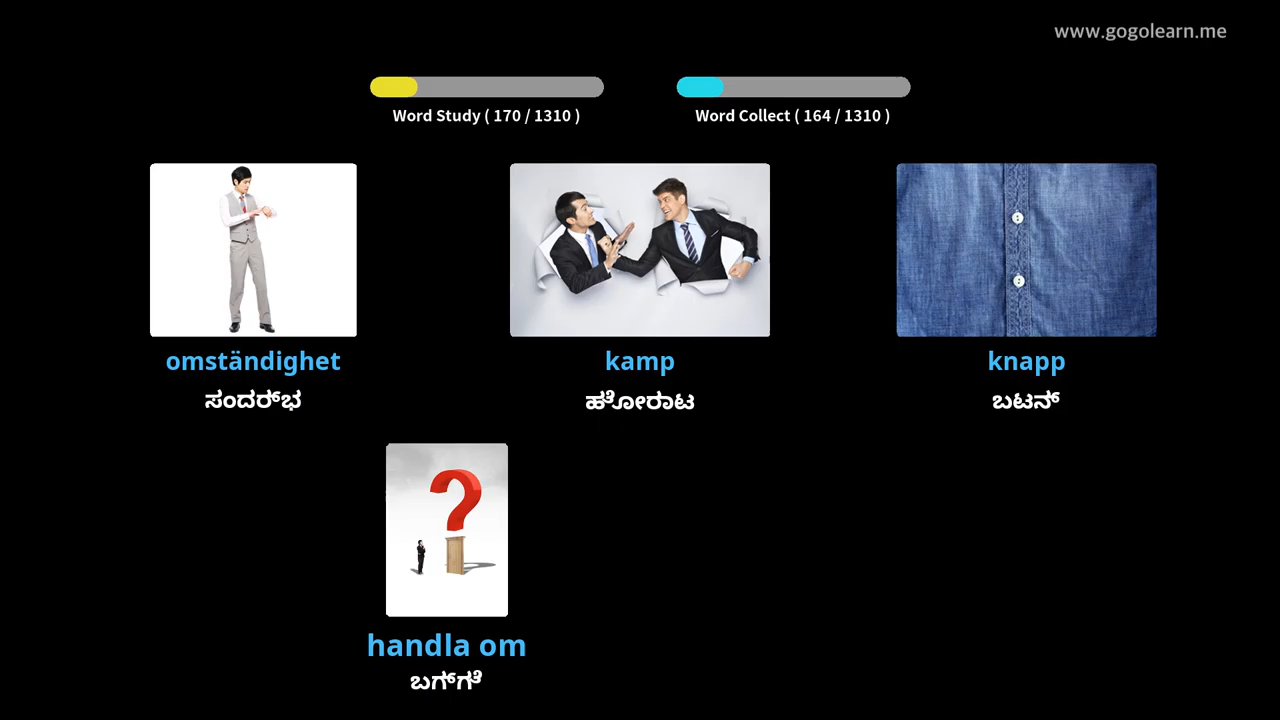 www.gogolearn.me
Word Study ( 170 / 1310 )
Word Collect ( 164 / 1310 )
omständighet
kamp
knapp
ಸಂದರ್ಭ
ಹೋರಾಟ
ಬಟನ್
handla om
ಬಗ್ಗೆ